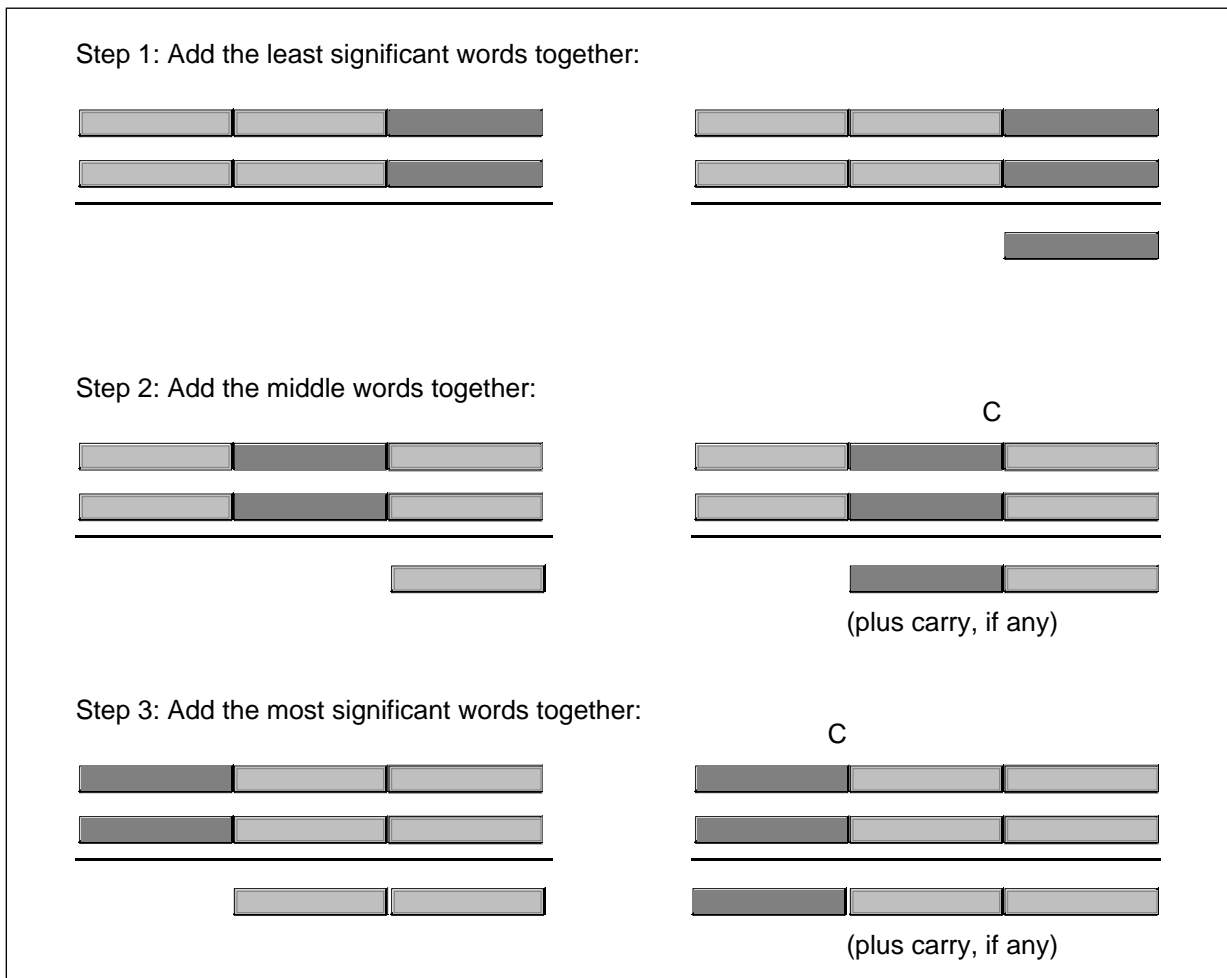 Step 1: Add the least significant words together:
Step 2: Add the middle words together:
C
(plus carry, if any)
Step 3: Add the most significant words together:
C
(plus carry, if any)